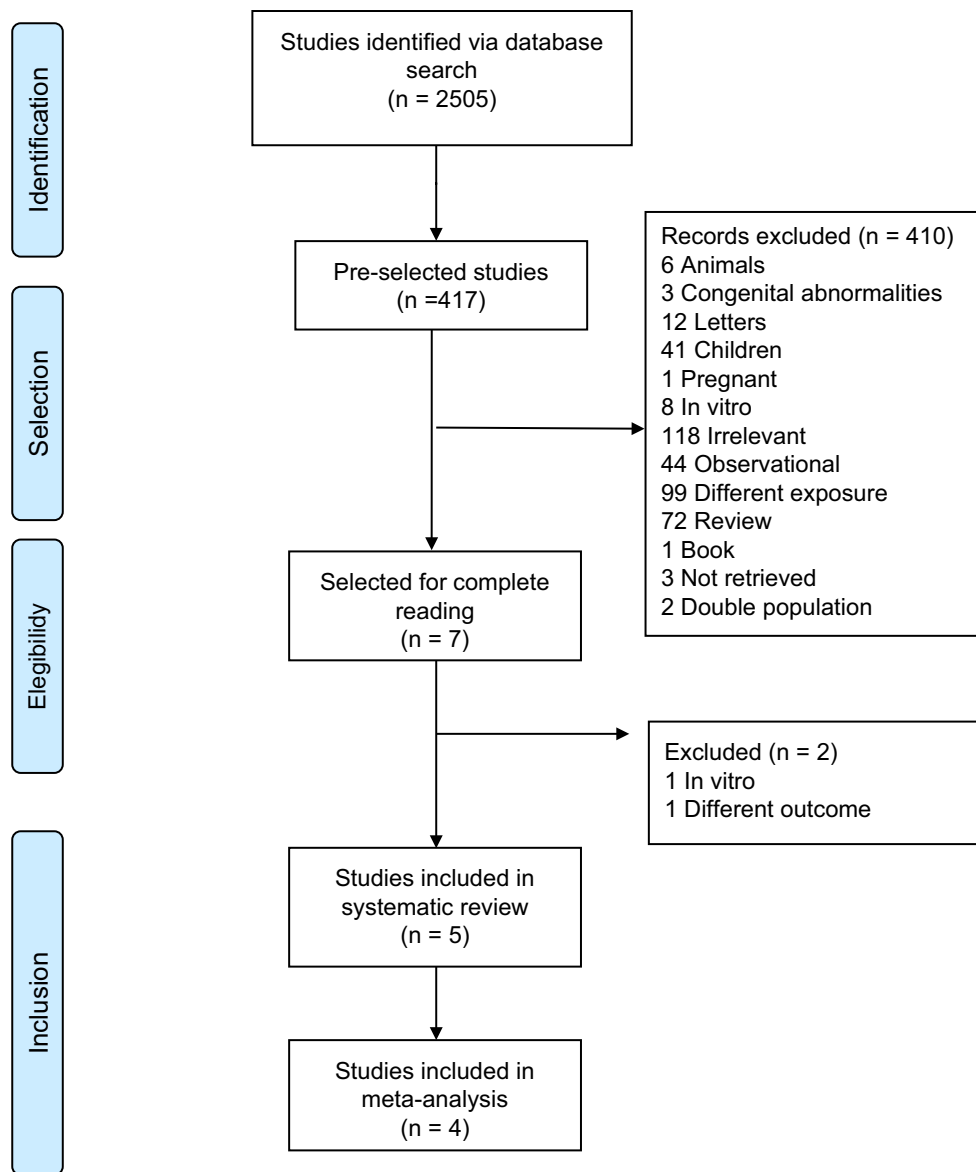 Identification
Studies identified via database
search
(n = 2505)
Pre-selected studies
(n =417)
Records excluded (n = 410)
6 Animals
3 Congenital abnormalities
12 Letters
41 Children
1 Pregnant
8 In vitro
118 Irrelevant
44 Observational
99 Different exposure
72 Review
1 Book
3 Not retrieved
2 Double population
Selection
Selected for complete
reading
(n = 7)
Elegibilidy
Excluded (n = 2)
1 In vitro
1 Different outcome
Inclusion
Studies included in
systematic review
(n = 5)
Studies included in
meta-analysis
(n = 4)